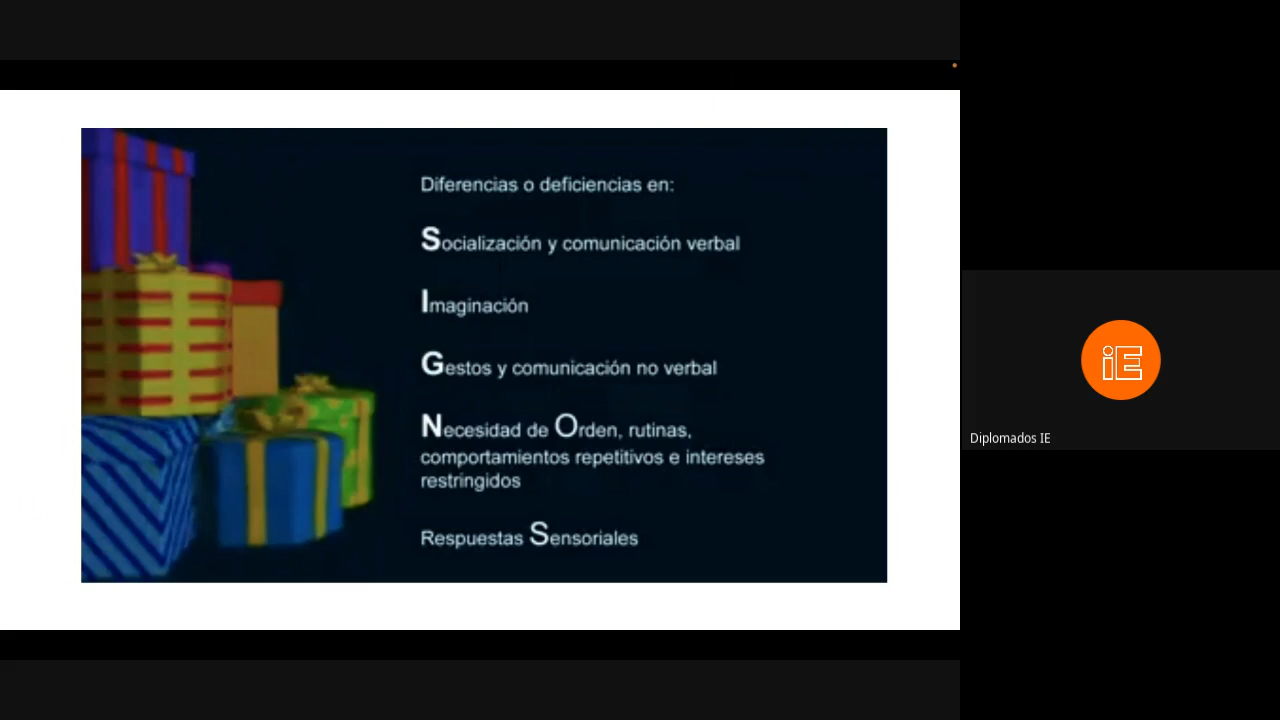 Diferencias o deficiencias en:
Socialización y comunicación verbal
Imaginación
Gestos y comunicación no verbal
Necesidad de Orden, rutinas,
comportamientos repetitivos e intereses
restringidos
Respuestas Sensoriales
iE
Diplomados IE